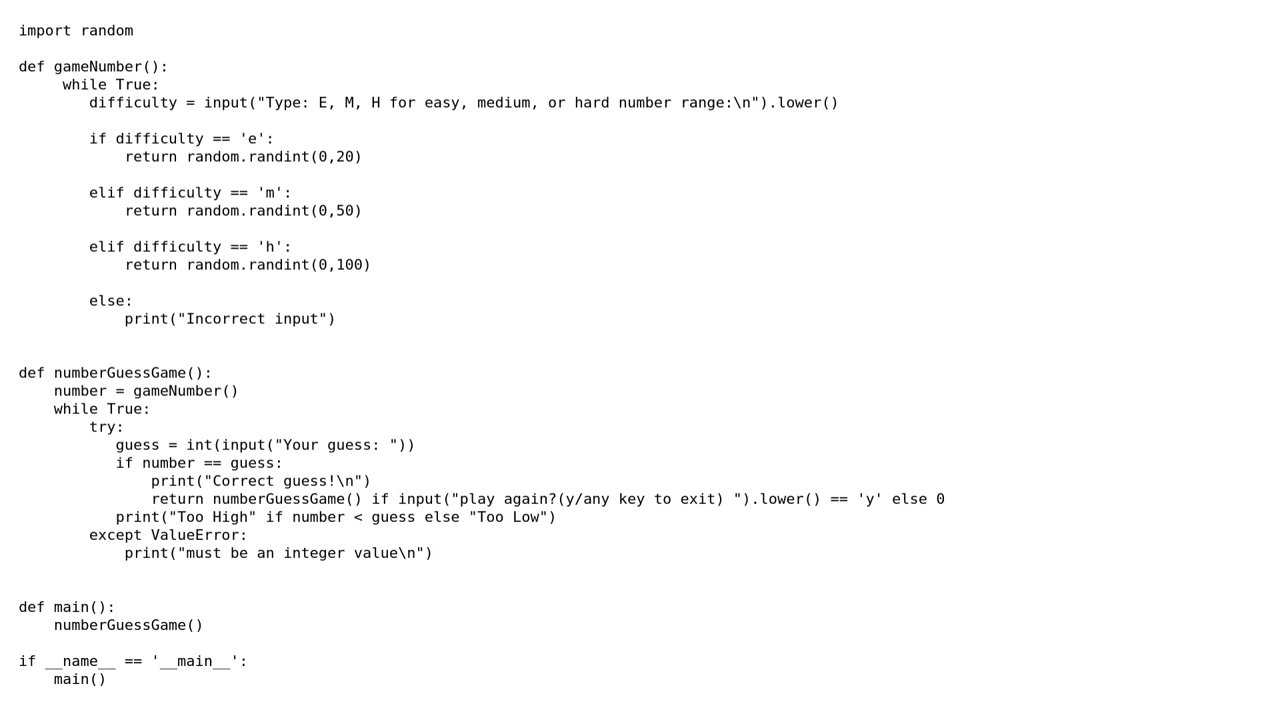 import random

def gameNumber():
     while True:
        difficulty = input("Type: E, M, H for easy, medium, or hard number range:\n").lower()

        if difficulty == 'e':
            return random.randint(0,20)

        elif difficulty == 'm':
            return random.randint(0,50)

        elif difficulty == 'h':
            return random.randint(0,100)

        else:
            print("Incorrect input")


def numberGuessGame():
    number = gameNumber()
    while True:
        try:
           guess = int(input("Your guess: "))
           if number == guess:
               print("Correct guess!\n")
               return numberGuessGame() if input("play again?(y/any key to exit) ").lower() == 'y' else 0
           print("Too High" if number < guess else "Too Low")
        except ValueError:
            print("must be an integer value\n")


def main():
    numberGuessGame()

if __name__ == '__main__':
    main()